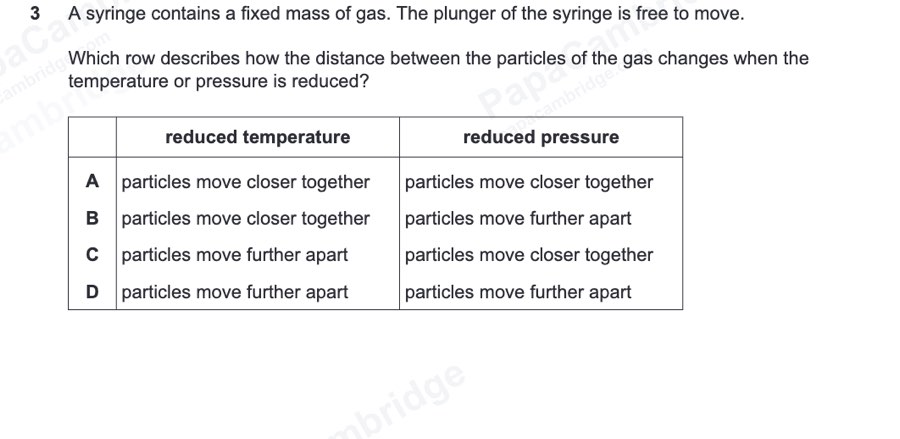 3 A syringe contains a fixed mass of gas. The plunger of the syringe is free to move.
Which row describes how the distance between the particles of the gas changes when the
temperature or pressure is reduced?
reduced temperature reduced pressure
A particles move closer together particles move closer together
B particles move closer together particles move further apart
C particles move further apart particles move closer together
D particles move further apart particles move further apart